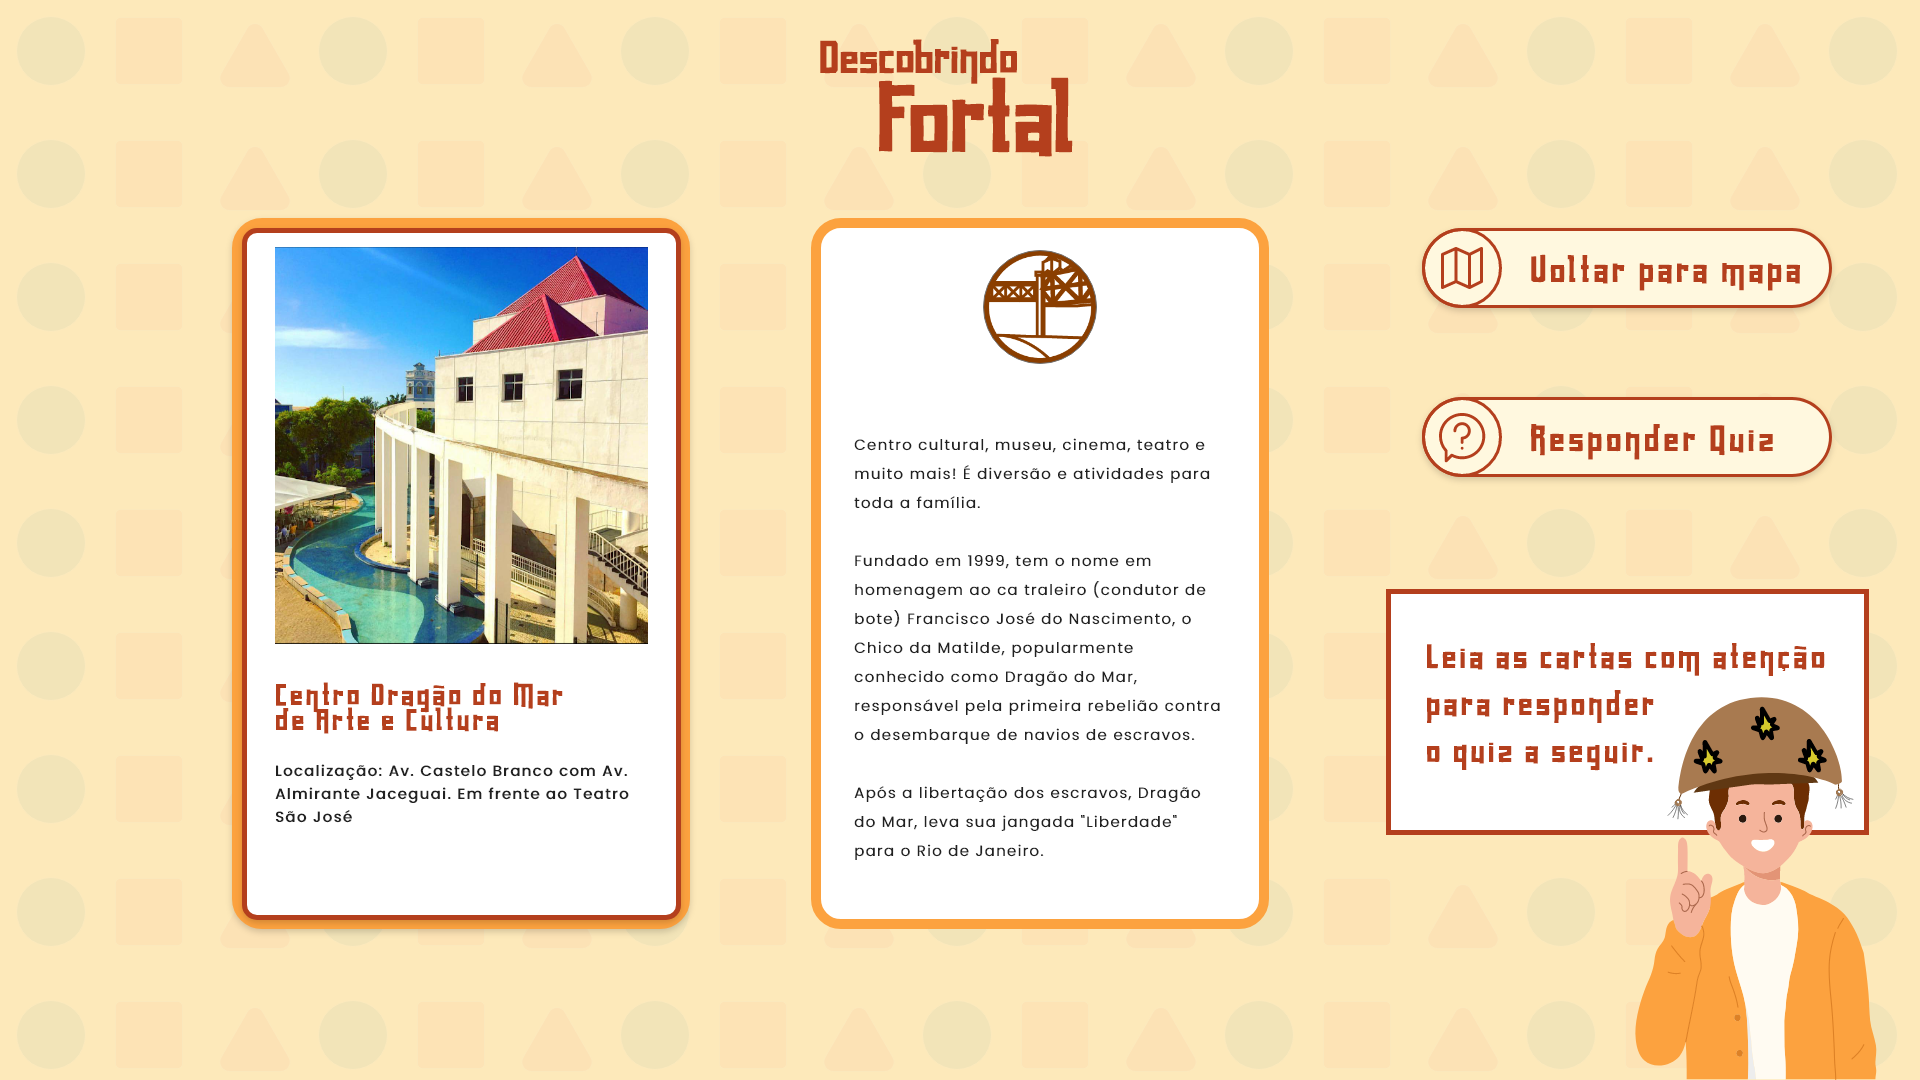 Descobrindo
Fortal
Centro Dragão do Mar
de Arte e Cultura
Localização: Av. Castelo Branco com Av.
Almirante Jaceguai. Em frente ao Teatro
São José
Centro cultural, museu, cinema, teatro e
muito mais! É diversão e atividades para
toda a família.
Fundado em 1999, tem o nome em
homenagem ao ca traleiro (condutor de
bote) Francisco José do Nascimento, o
Chico da Matilde, popularmente
conhecido como Dragão do Mar,
responsável pela primeira rebelião contra
o desembarque de navios de escravos.
Após a libertação dos escravos, Dragão
do Mar, leva sua jangada "Liberdade"
para o Rio de Janeiro.
Voltar para mapa
Responder Quiz
Leia as cartas com atenção
para responder
o quiz a seguir.